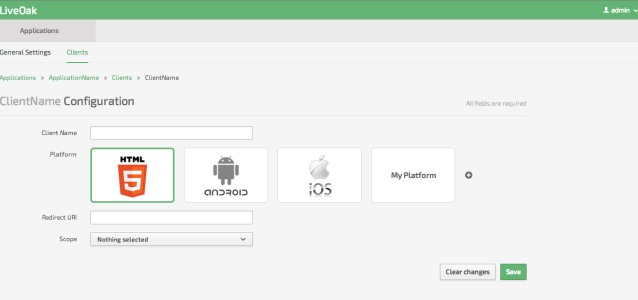 LiveOak
admin
Applications
General Settings Clients
Applications » ApplicationName » Clients » ClientName
ClientName Configuration
All fields are required
Client Name
Platform
HTML
5
ANDROID
iOS
My Platform
Redirect URI
Scope
Nothing selected
Clear changes Save